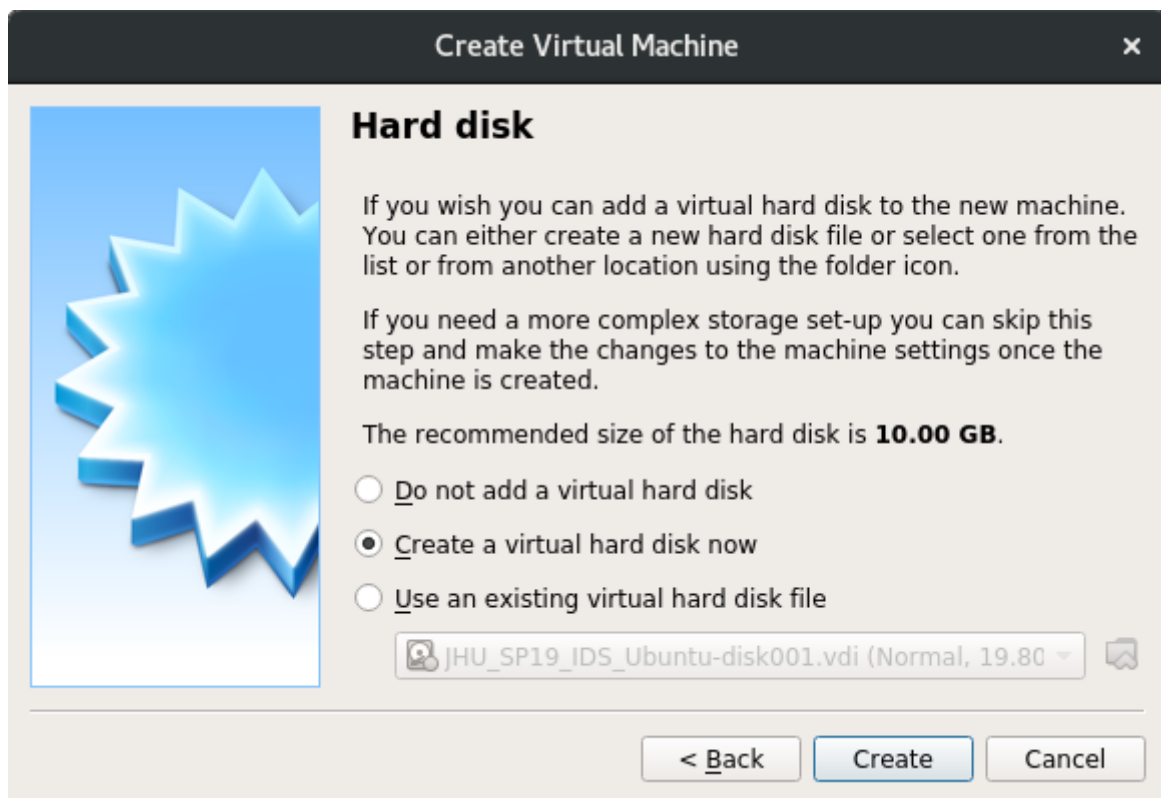 Create Virtual Machine
Hard disk
If you wish you can add a virtual hard disk to the new machine.
You can either create a new hard disk file or select one from the
list or from another location using the folder icon.
If you need a more complex storage set-up you can skip this
step and make the changes to the machine settings once the
machine is created.
The recommended size of the hard disk is 10.00 GB.
Do not add a virtual hard disk
Create a virtual hard disk now
Use an existing virtual hard disk file
JHU_SP19_IDS_Ubuntu-disk001.vdi (Normal, 19.80
< Back
Create
Cancel